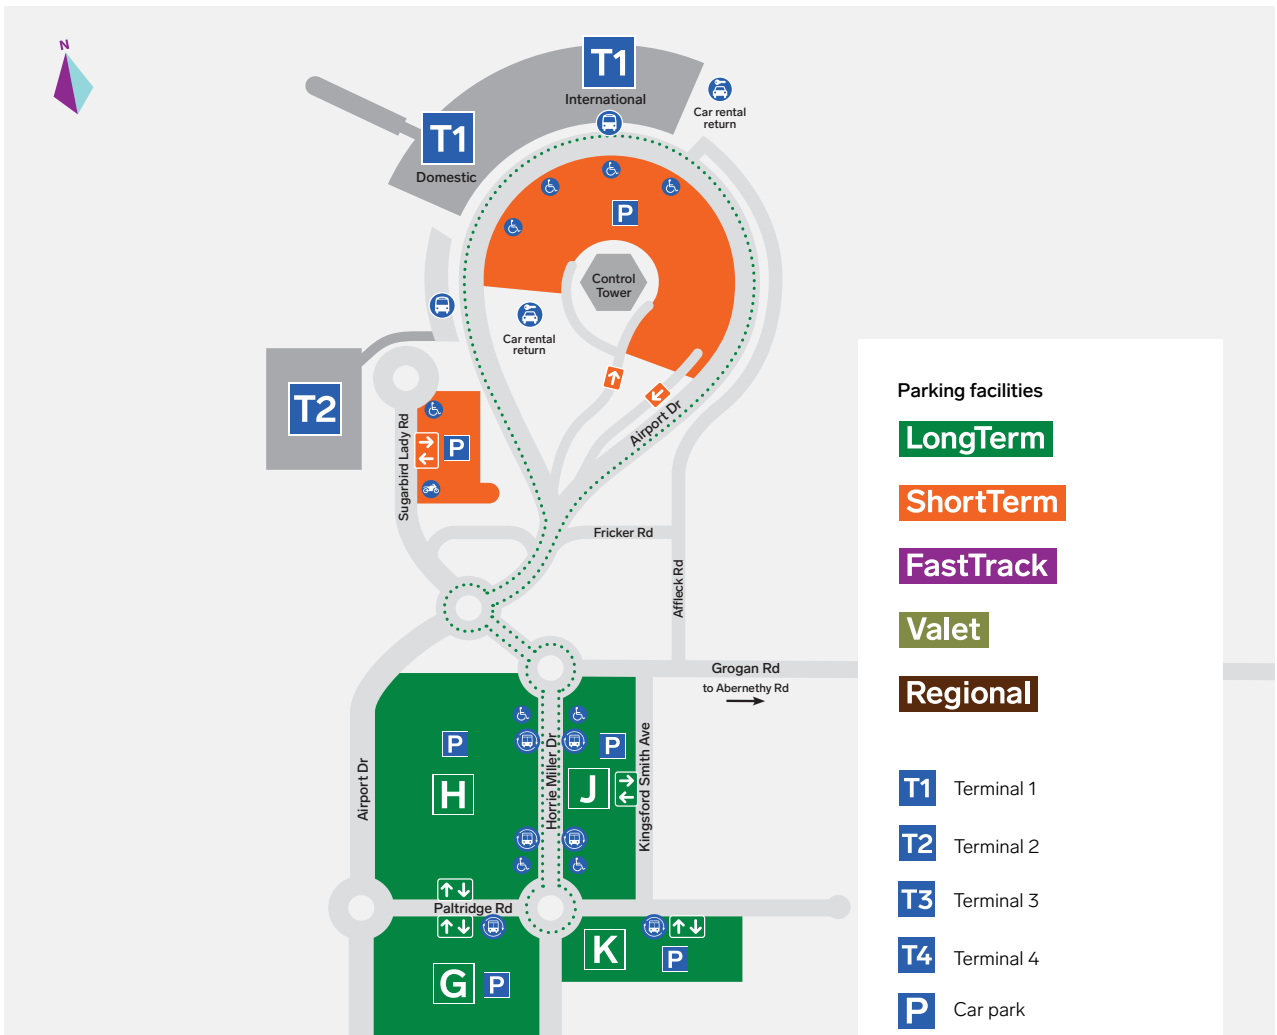 N
T1
International
Car rental
return
T1
Domestic
P
Control
Tower
Car rental
return
T2
Sugarbird Lady Rd
P
Airport Dr
Fricker Rd
Affleck Rd
Grogan Rd
to Abernethy Rd
P
H
Airport Dr
Horrie Miller Dr
P
J
Kingsford Smith Ave
Paltridge Rd
G
P
K
P
Parking facilities
LongTerm
ShortTerm
FastTrack
Valet
Regional
T1 Terminal 1
T2 Terminal 2
T3 Terminal 3
T4 Terminal 4
P Car park